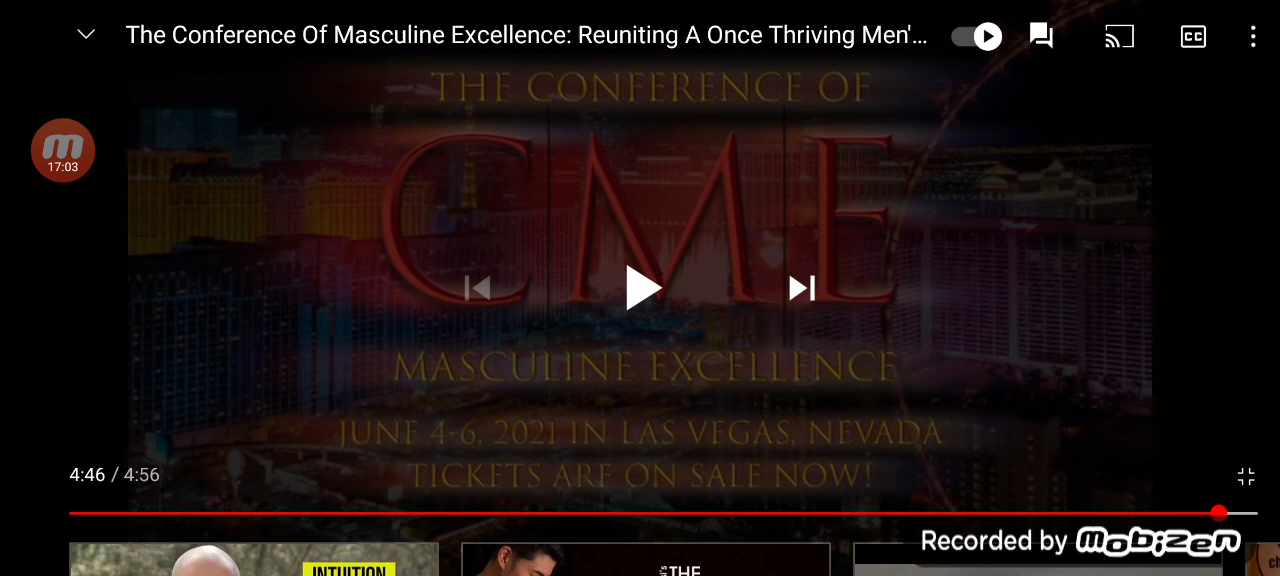 The Conference Of Masculine Excellence: Reuniting A Once Thriving Men'...
CC
THE CONFERENCE OF
m
17:03
CME
MASCULINE EXCELLENCE
JUNE 4-6, 2021 IN LAS VEGAS, NEVADA
TICKETS ARE ON SALE NOW!
4:46 / 4:56
Recorded by mobizen
INTUITION
THE